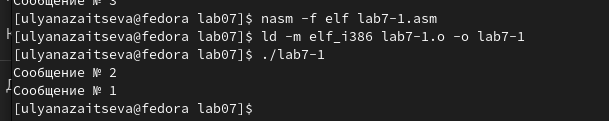 Сообщение № 3
[ulyanazaitseva@fedora lab07]$ nasm -f elf lab7-1.asm
[ulyanazaitseva@fedora lab07]$ ld -m elf_i386 lab7-1.o -o lab7-1
[ulyanazaitseva@fedora lab07]$ ./lab7-1
Сообщение № 2
Сообщение № 1
[ulyanazaitseva@fedora lab07]$